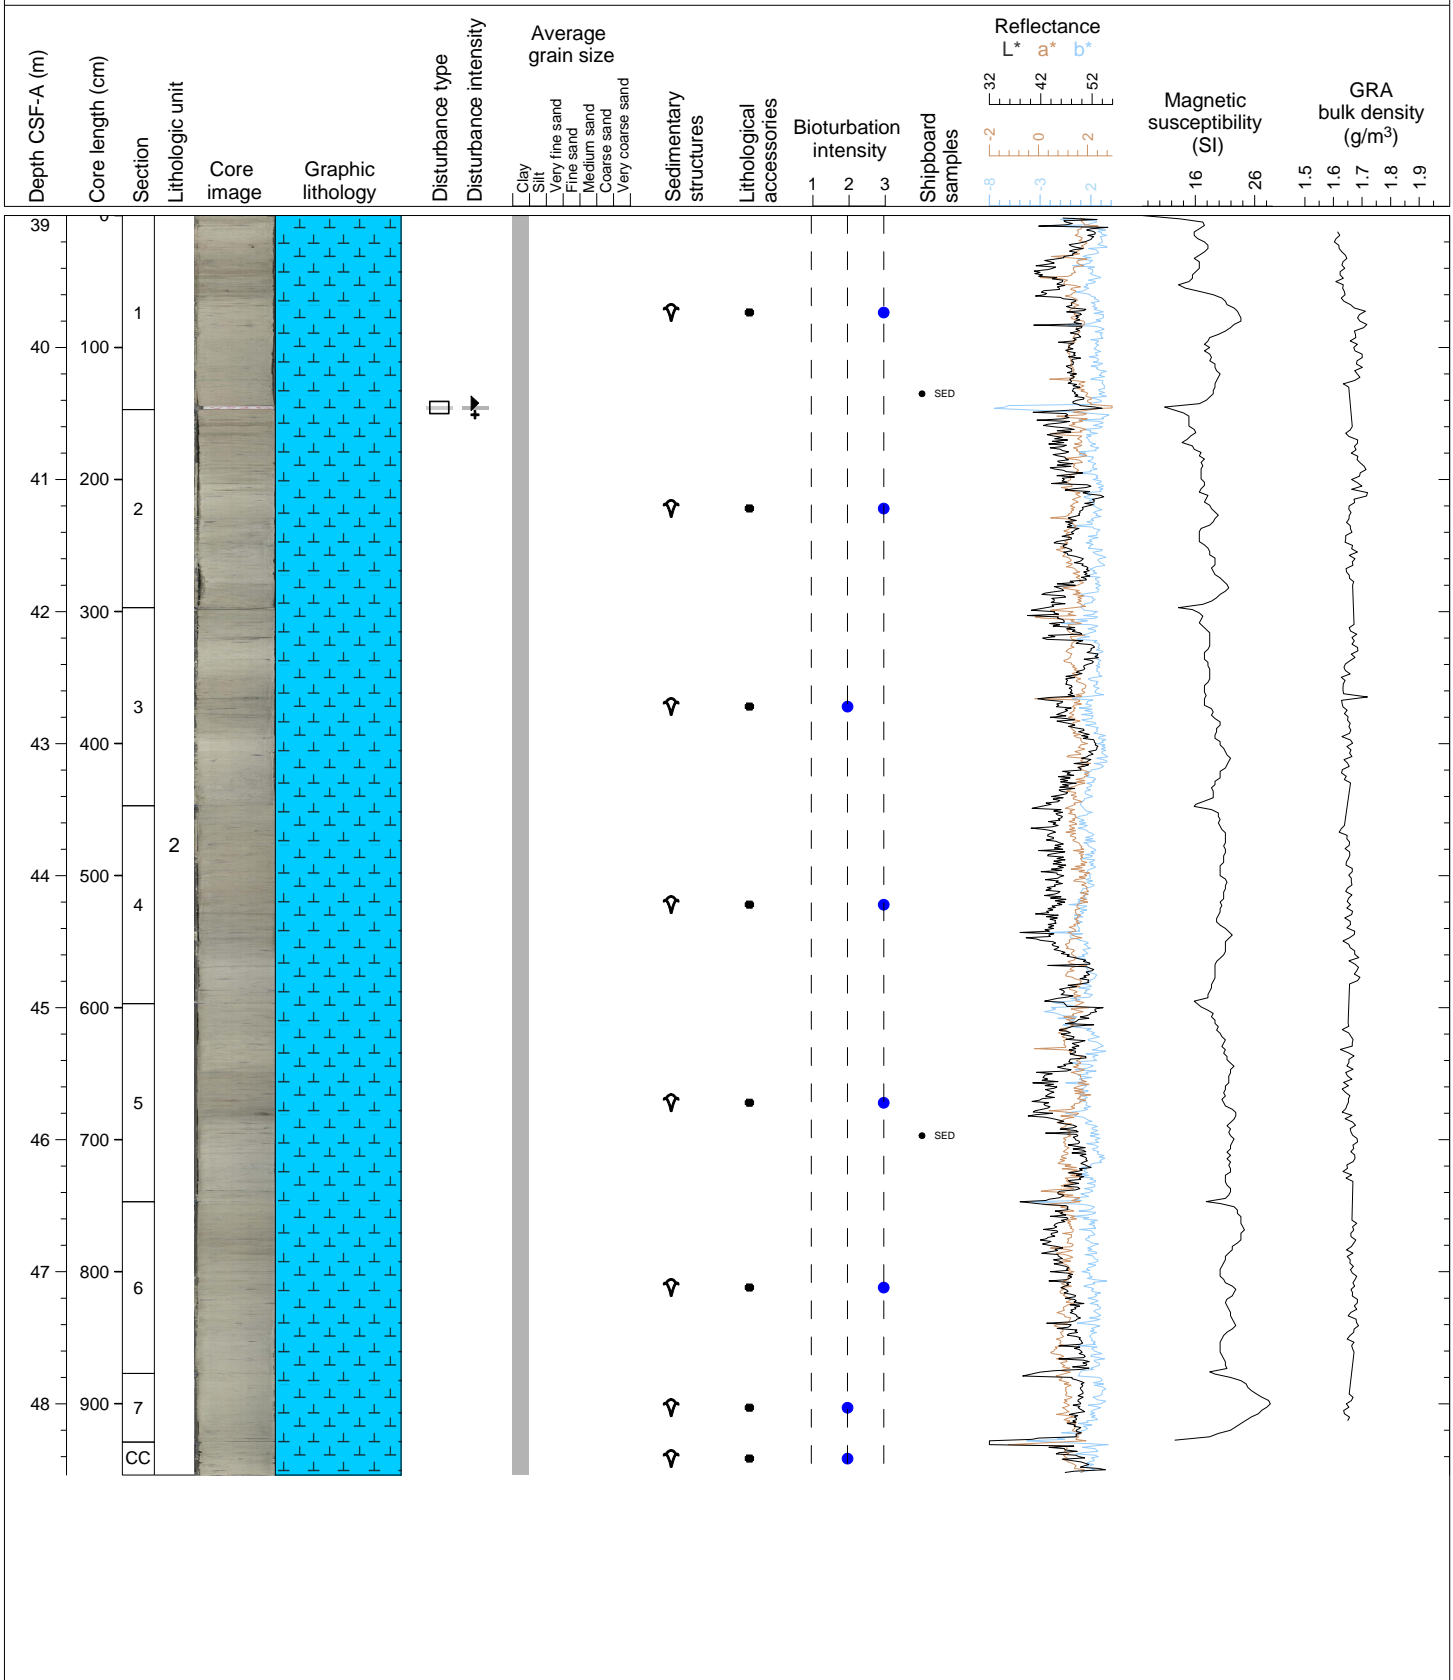 Depth CSF-A (m)
Core length (cm)
Section
Lithologic unit
Core
image
Graphic
lithology
Disturbance type
Disturbance intensity
Average
grain size
Clay
Silt
Very fine sand
Fine sand
Medium sand
Coarse sand
Very coarse sand
Sedimentary
structures
Lithological
accessories
Bioturbation
intensity
1 2 3
Shipboard
samples
Reflectance
L* a* b*
32 42 52
-2 0 2
-8 -3 2
Magnetic
susceptibility
(SI)
16 26
GRA
bulk density
(g/m3)
1.5 1.6 1.7 1.8 1.9
39 0
1
40 100
SED
41 200
2
42 300
3
43 400
2
44 500
4
45 600
5
46 700
SED
47 800
6
48 900
7
CC